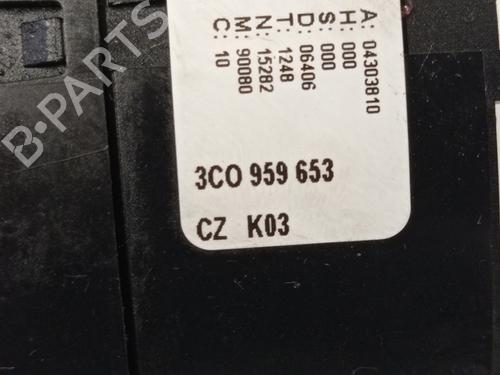 A: 04303810
H: 000
S: 000
D: 06406
T: 1248
N: 15282
M: 90080
C: 10
3C0 959 653
CZ K03
B-PARTS